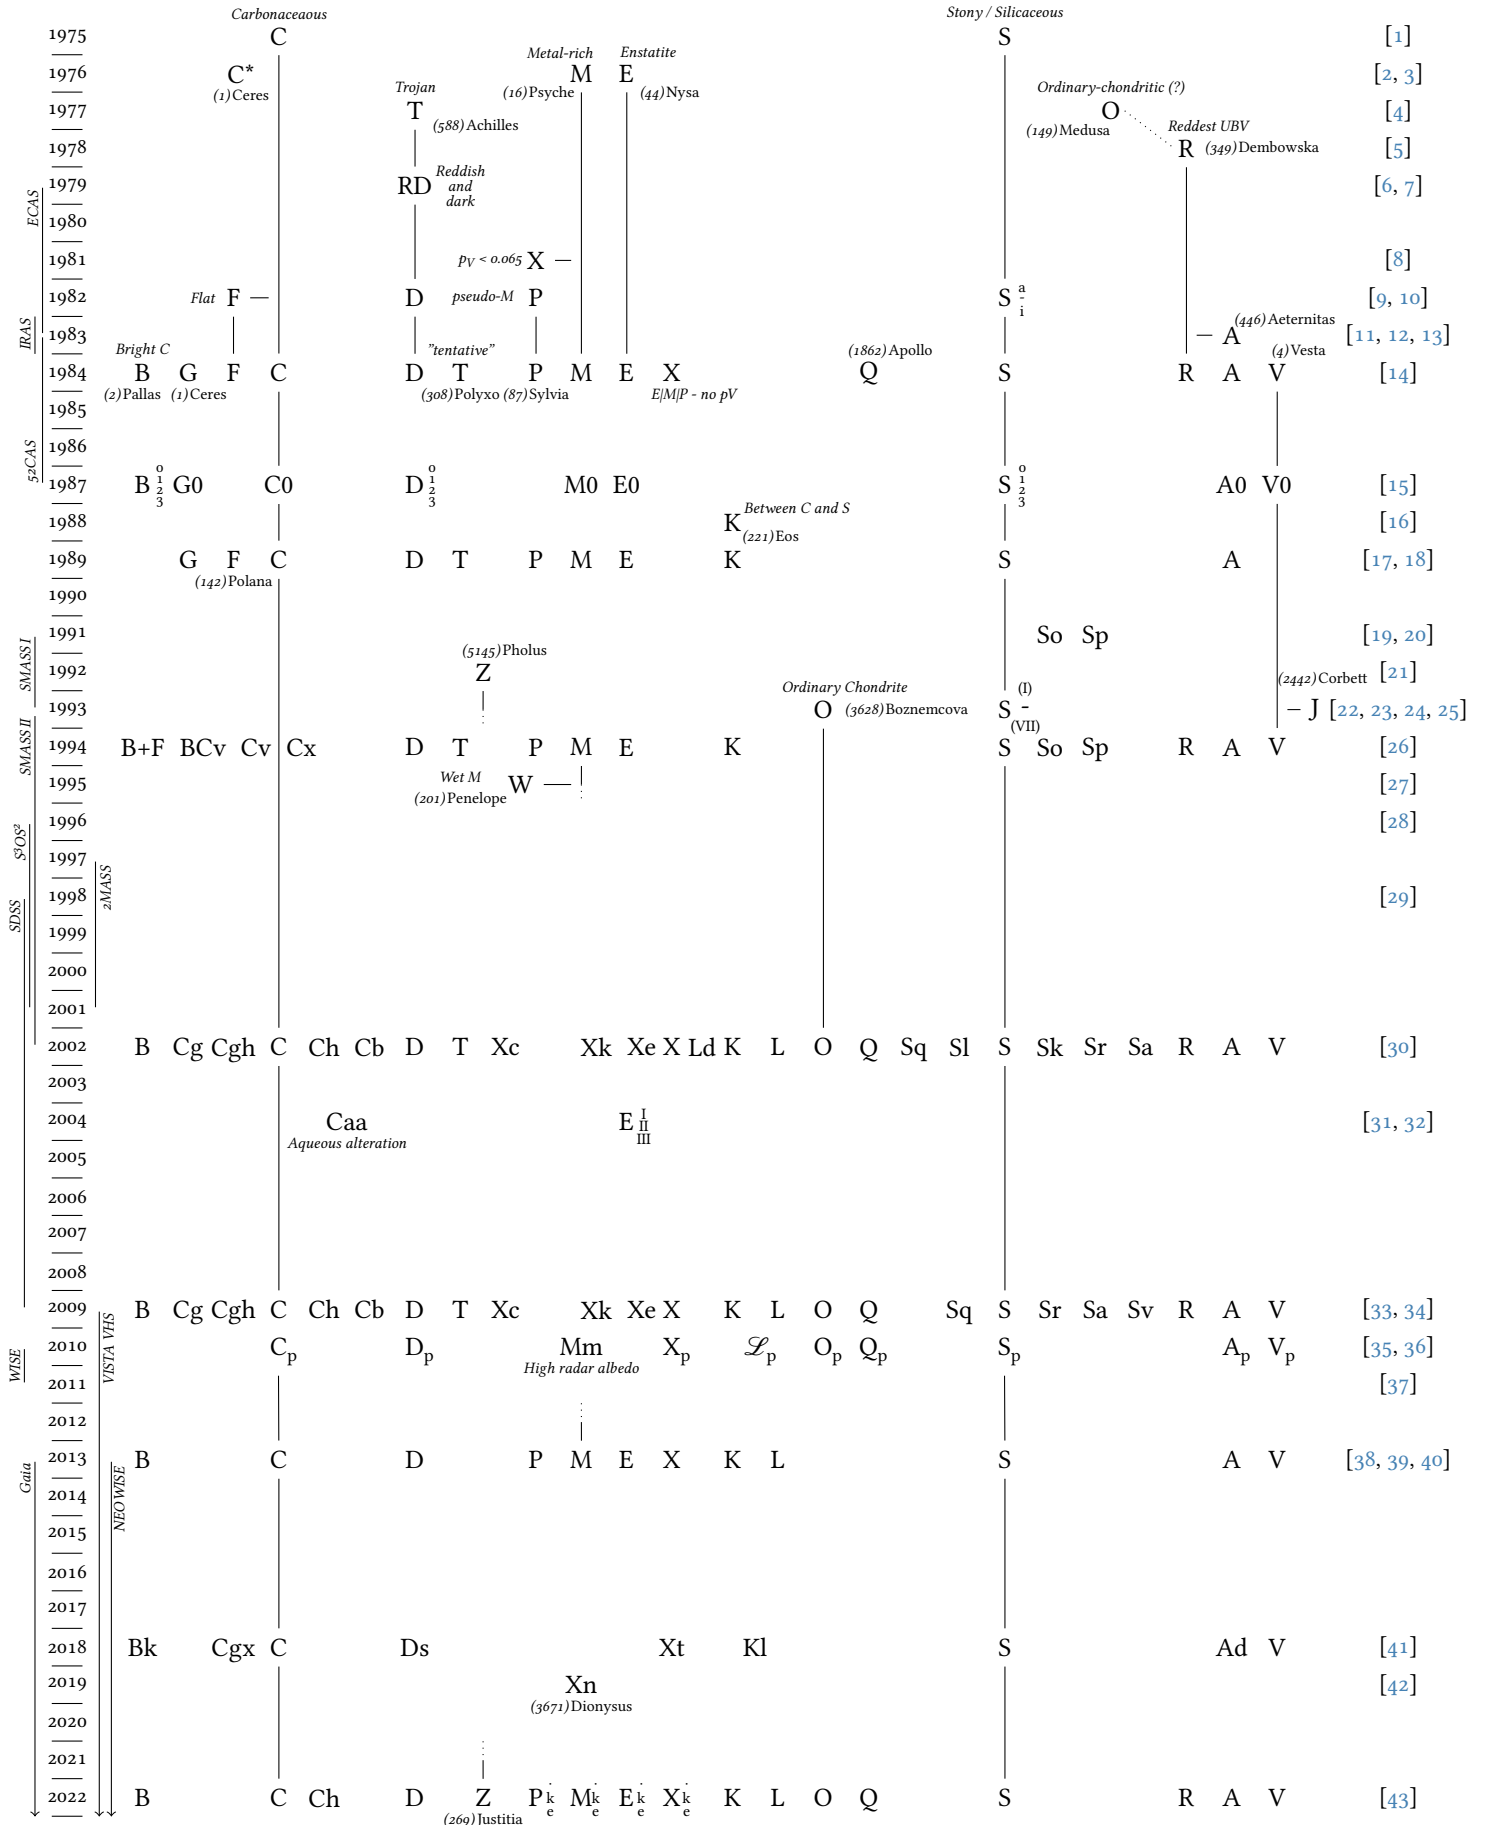 Carbonaceaous Stony / Silicaceous
1975 C S [1]
Metal-rich Enstatite
1976 C* M E [2, 3]
(1)Ceres (16)Psyche (44)Nysa
Trojan Ordinary-chondritic (?)
1977 T O [4]
(588)Achilles (149)Medusa Reddest UBV
1978 R (349)Dembowska [5]
Reddish
1979 RD and [6, 7]
dark
ECAS
1980
1981 pV < 0.065 X [8]
1982 Flat F D pseudo-M P S a - i [9, 10]
(446)Aeternitas
IRAS
1983 A [11, 12, 13]
Bright C "tentative" (1862)Apollo (4)Vesta
1984 B G F C D T P M E X Q S R A V [14]
(2)Pallas (1)Ceres (308)Polyxo (87)Sylvia E|M|P - no pV
1985
1986
52CAS
1987 B 0 1 2 3 G0 C0 D 0 1 2 3 M0 E0 S 0 1 2 3 A0 V0 [15]
Between C and S
1988 K [16]
(221)Eos
1989 G F C D T P M E K S A [17, 18]
(142)Polana
1990
1991 So Sp [19, 20]
SMASS I
(5145)Pholus
1992 Z (2442)Corbett [21]
Ordinary Chondrite
1993 O (3628)Boznemcova S (I) - (VII) J [22, 23, 24, 25]
SMASS II
1994 B+F BCv Cv Cx D T P M E K S So Sp R A V [26]
Wet M
1995 W [27]
(201)Penelope
1996 [28]
S3OS2
1997
2MASS
1998 [29]
SDSS
1999
2000
2001
2002 B Cg Cgh C Ch Cb D T Xc Xk Xe X Ld K L O Q Sq Sl S Sk Sr Sa R A V [30]
2003
2004 Caa E I II III [31, 32]
Aqueous alteration
2005
2006
2007
2008
2009 B Cg Cgh C Ch Cb D T Xc Xk Xe X K L O Q Sq S Sr Sa Sv R A V [33, 34]
VISTA VHS
WISE
2010 Cp Dp Mm Xp ℒp Op Qp Sp Ap Vp [35, 36]
High radar albedo
2011 [37]
2012
2013 B C D P M E X K L S A V [38, 39, 40]
Gaia
NEOWISE
2014
2015
2016
2017
2018 Bk Cgx C Ds Xt Kl S Ad V [41]
2019 Xn [42]
(3671)Dionysus
2020
2021
2022 B C Ch D Z P · k e M · k e E · k e X · k e K L O Q S R A V [43]
(269)Justitia